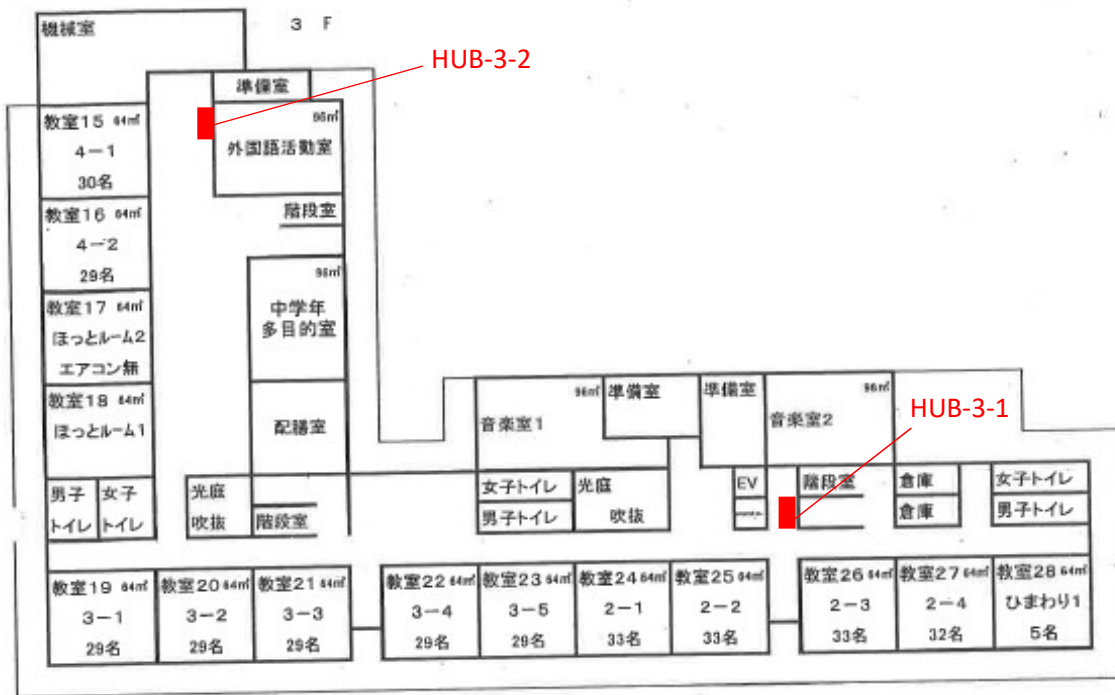 機械室
3 F
HUB-3-2
準備室
教室15 64㎡
4-1
30名
96㎡
外国語活動室
教室16 64㎡
4-2
29名
階段室
教室17 64㎡
ほっとルーム2
エアコン無
96㎡
中学年
多目的室
教室18 64㎡
ほっとルーム1
配膳室
96㎡
音楽室1
準備室
準備室
96㎡
音楽室2
HUB-3-1
男子
トイレ
女子
トイレ
光庭
吹抜
階段室
女子トイレ
男子トイレ
光庭
吹抜
EV
階段室
倉庫
倉庫
女子トイレ
男子トイレ
教室19 64㎡
3-1
29名
教室20 64㎡
3-2
29名
教室21 64㎡
3-3
29名
教室22 64㎡
3-4
29名
教室23 64㎡
3-5
29名
教室24 64㎡
2-1
33名
教室25 64㎡
2-2
33名
教室26 64㎡
2-3
33名
教室27 64㎡
2-4
32名
教室28 64㎡
ひまわり1
5名